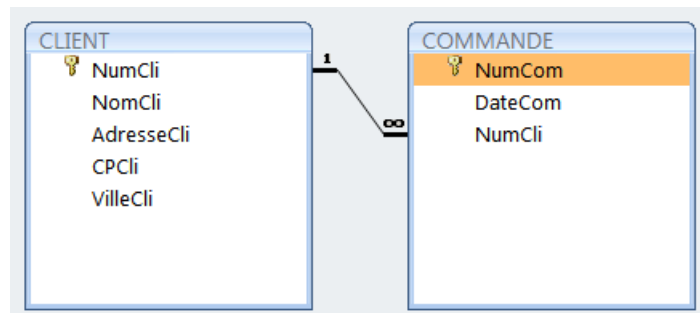 CLIENT
NumCli
NomCli
AdresseCli
CPCli
VilleCli
1
∞
COMMANDE
NumCom
DateCom
NumCli